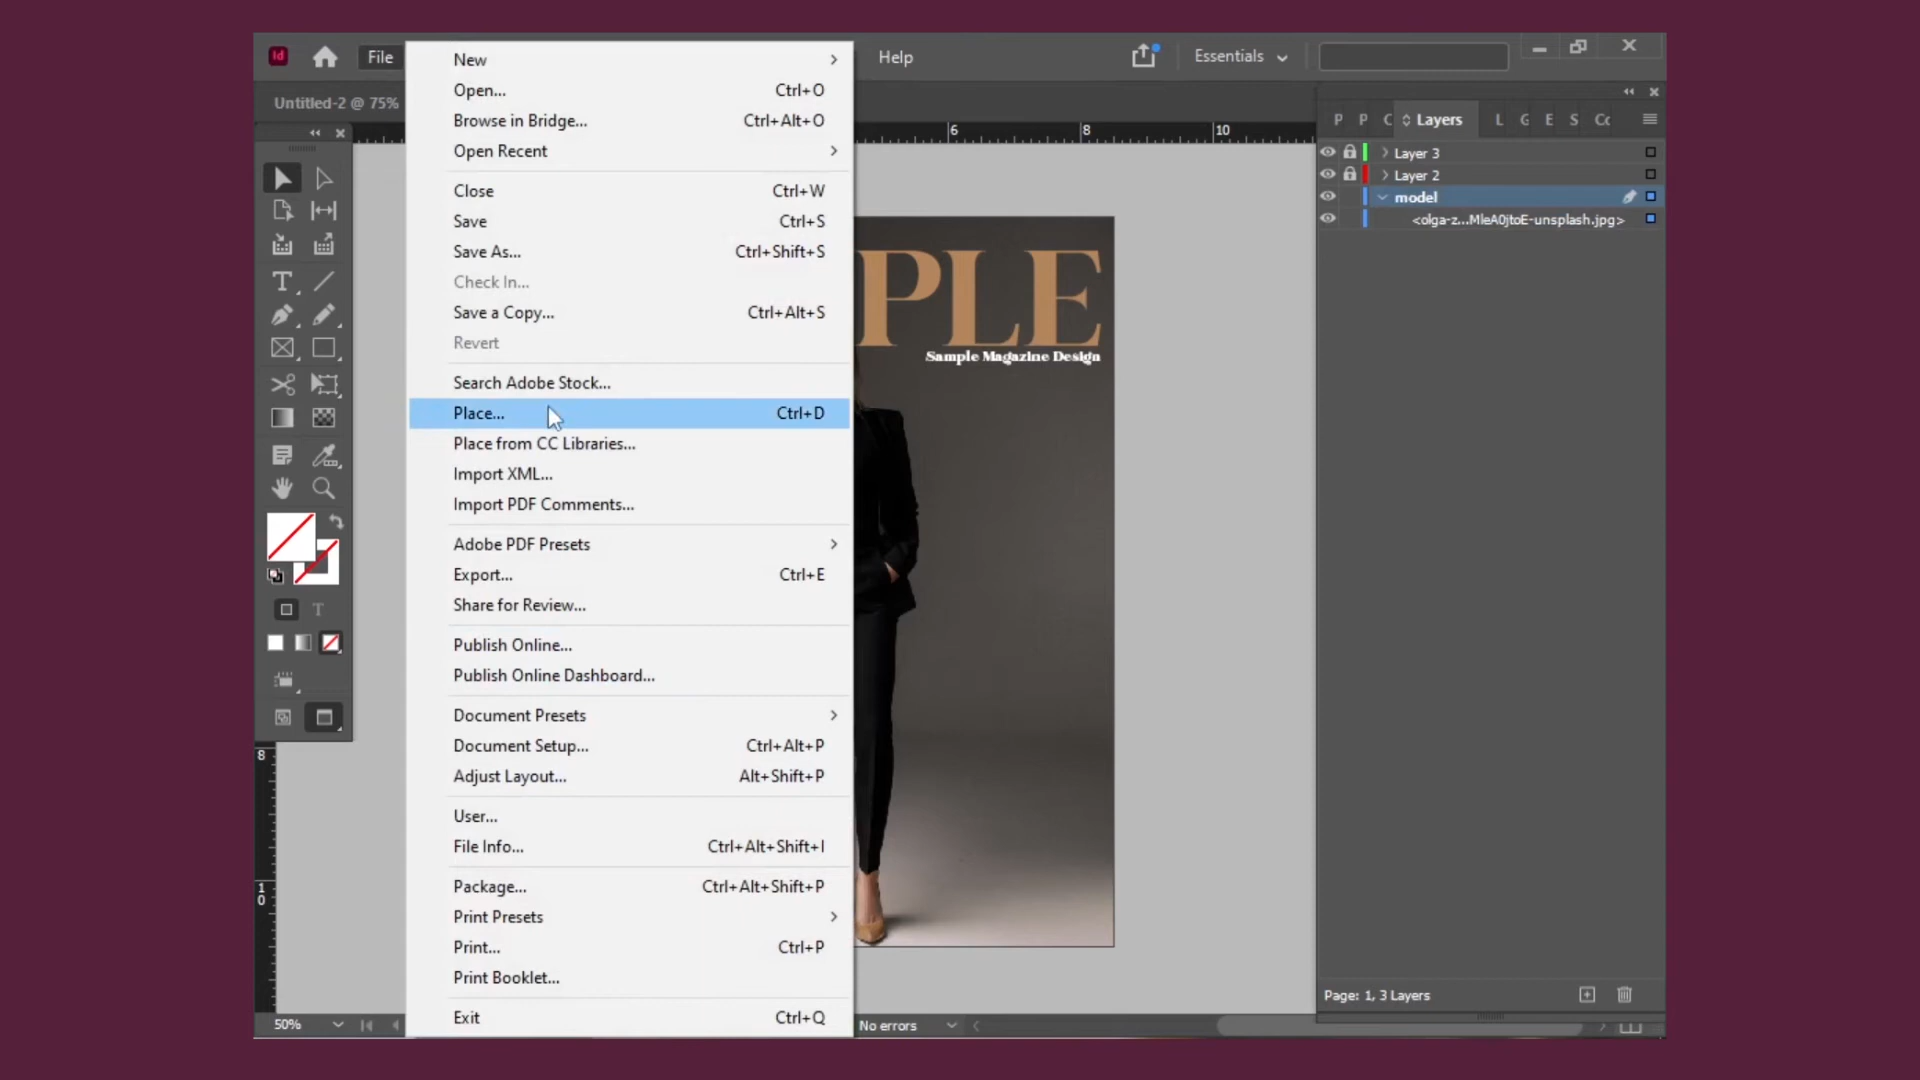 Id
File
Help
Essentials
Untitled-2 @ 75%
New
Open... Ctrl+O
Browse in Bridge... Ctrl+Alt+O
Open Recent
Close Ctrl+W
Save Ctrl+S
Save As... Ctrl+Shift+S
Check In...
Save a Copy... Ctrl+Alt+S
Revert
Search Adobe Stock...
Place... Ctrl+D
Place from CC Libraries...
Import XML...
Import PDF Comments...
Adobe PDF Presets
Export... Ctrl+E
Share for Review...
Publish Online...
Publish Online Dashboard...
Document Presets
Document Setup... Ctrl+Alt+P
Adjust Layout... Alt+Shift+P
User...
File Info... Ctrl+Alt+Shift+I
Package... Ctrl+Alt+Shift+P
Print Presets
Print... Ctrl+P
Print Booklet...
Exit Ctrl+Q
6 8 10
PLE
Sample Magazine Design
P P C Layers L G E S Cc
Layer 3
Layer 2
model
<olga-z...MleA0jtoE-unsplash.jpg>
T
T
8
1
0
Page: 1, 3 Layers
50%
No errors